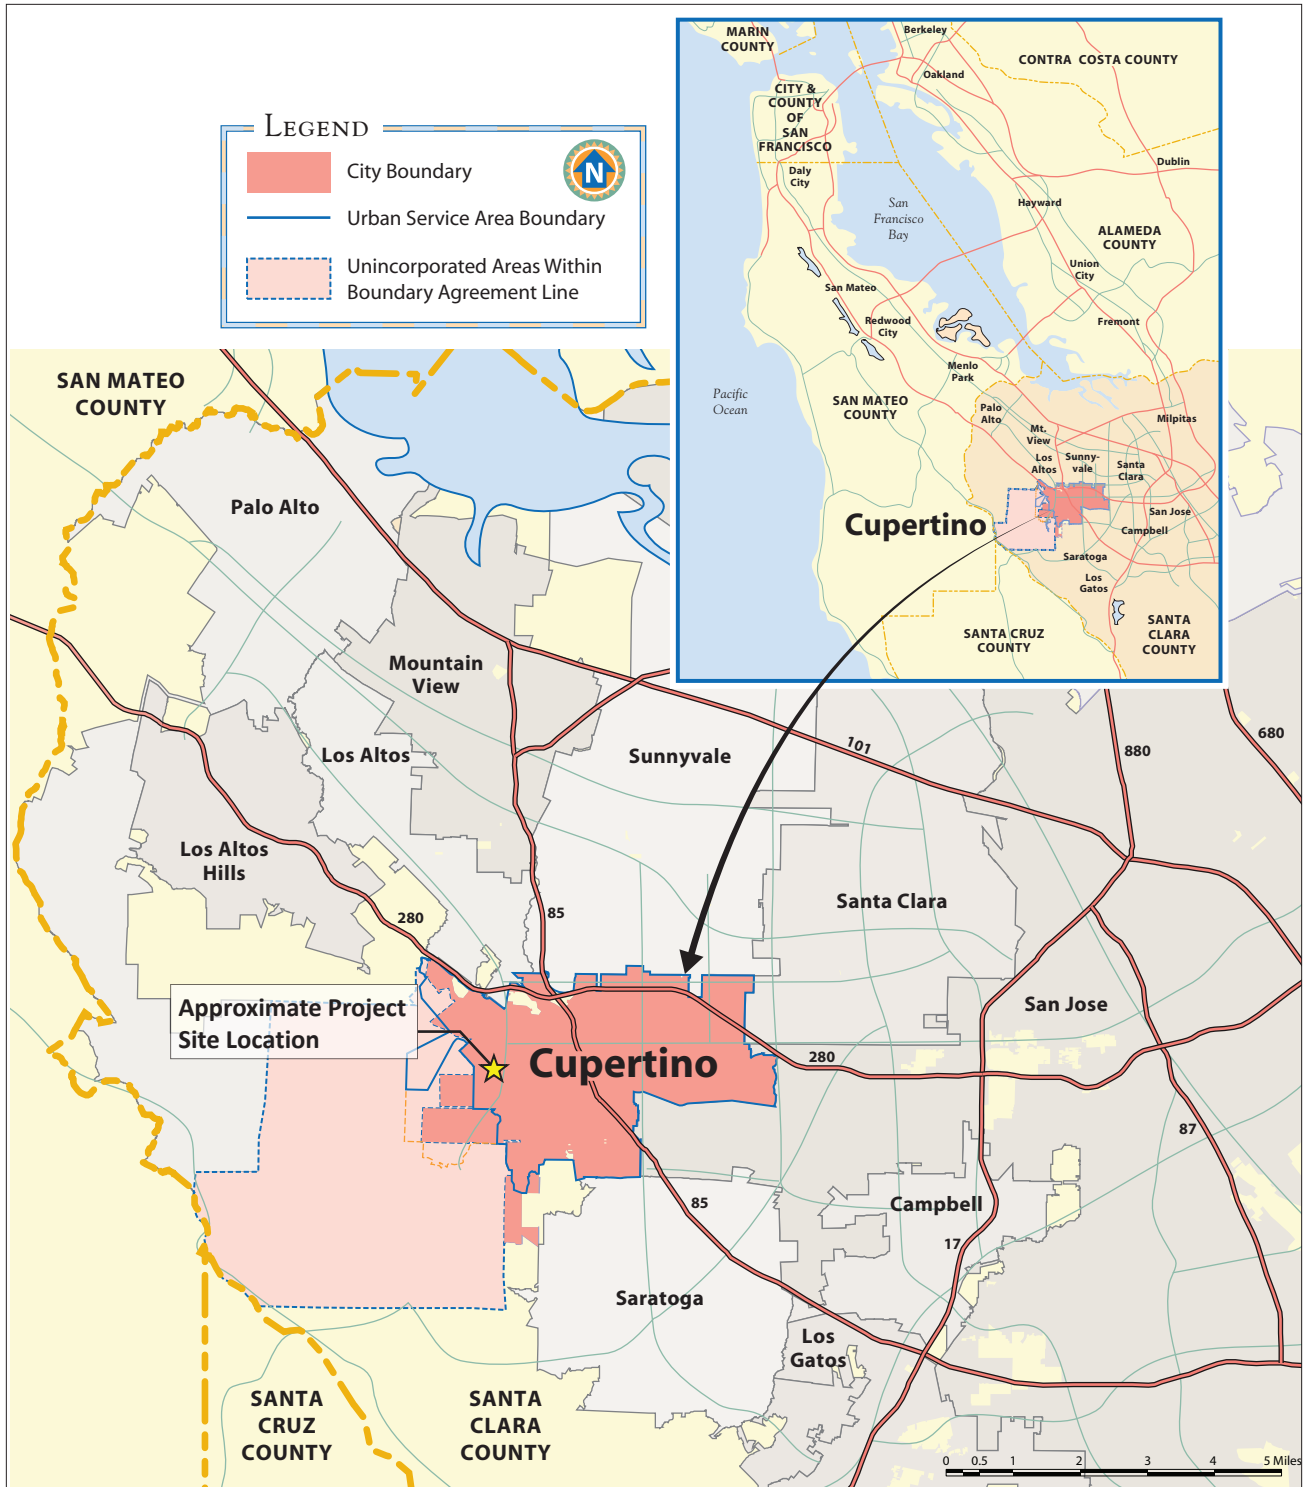 LEGEND
City Boundary
N
Urban Service Area Boundary
Unincorporated Areas Within
Boundary Agreement Line
MARIN
COUNTY
Berkeley
CONTRA COSTA COUNTY
Oakland
CITY &
COUNTY
OF
SAN
FRANCISCO
Dublin
Daly
City
San
Francisco
Bay
Hayward
ALAMEDA
COUNTY
Union
City
San Mateo
Redwood
City
Fremont
Menlo
Park
Pacific
Ocean
SAN MATEO
COUNTY
Palo
Alto
Milpitas
Mt.
View
Los
Altos
Sunny-
vale
Santa
Clara
San Jose
Cupertino
Campbell
Saratoga
Los
Gatos
SANTA CRUZ
COUNTY
SANTA
CLARA
COUNTY
SAN MATEO
COUNTY
Palo Alto
Mountain
View
Los Altos
Sunnyvale
101
880
680
Los Altos
Hills
280
85
Santa Clara
Approximate Project
Site Location
San Jose
Cupertino
280
87
85
Campbell
17
Saratoga
Los
Gatos
SANTA
CRUZ
COUNTY
SANTA
CLARA
COUNTY
0 0.5 1 2 3 4 5 Miles